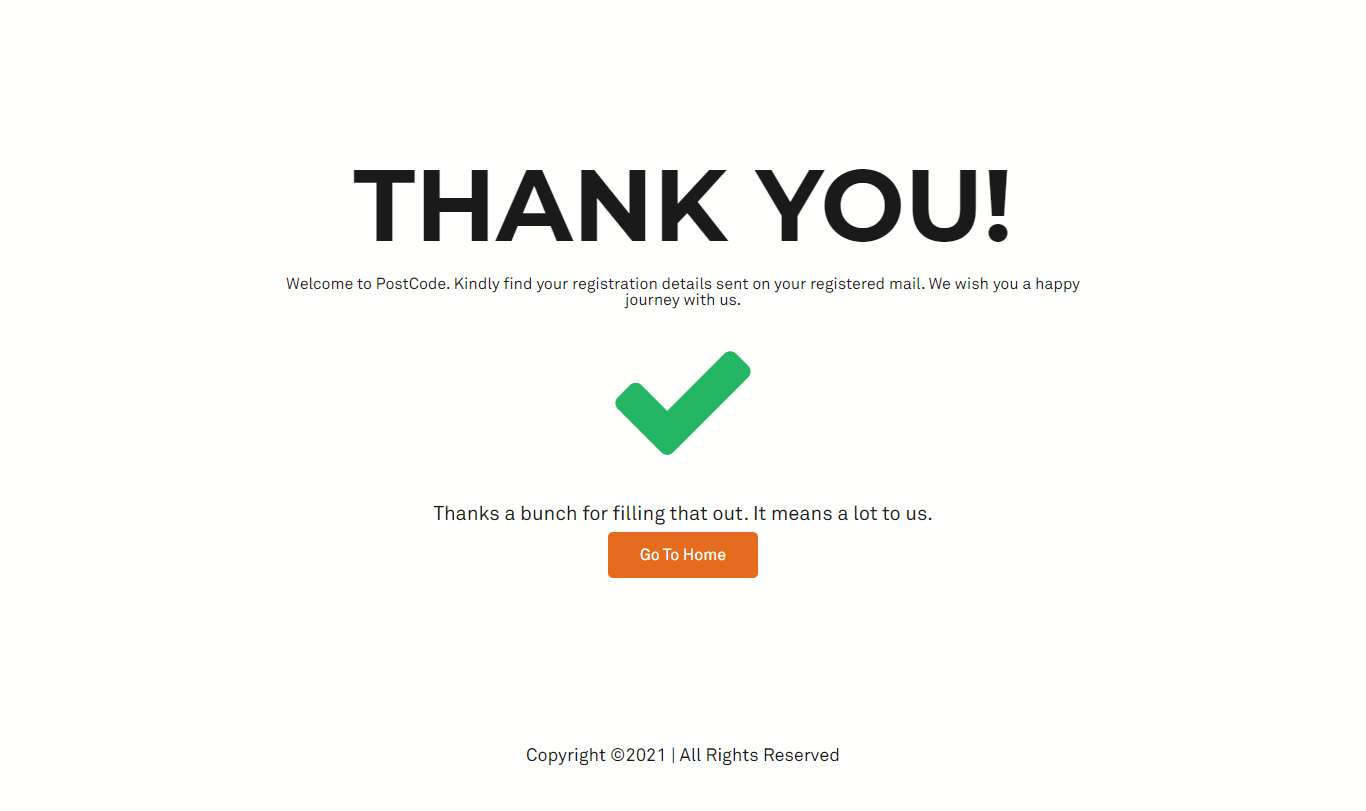 THANK YOU!
Welcome to PostCode. Kindly find your registration details sent on your registered mail. We wish you a happy
journey with us.
Thanks a bunch for filling that out. It means a lot to us.
Go To Home
Copyright ©2021 | All Rights Reserved